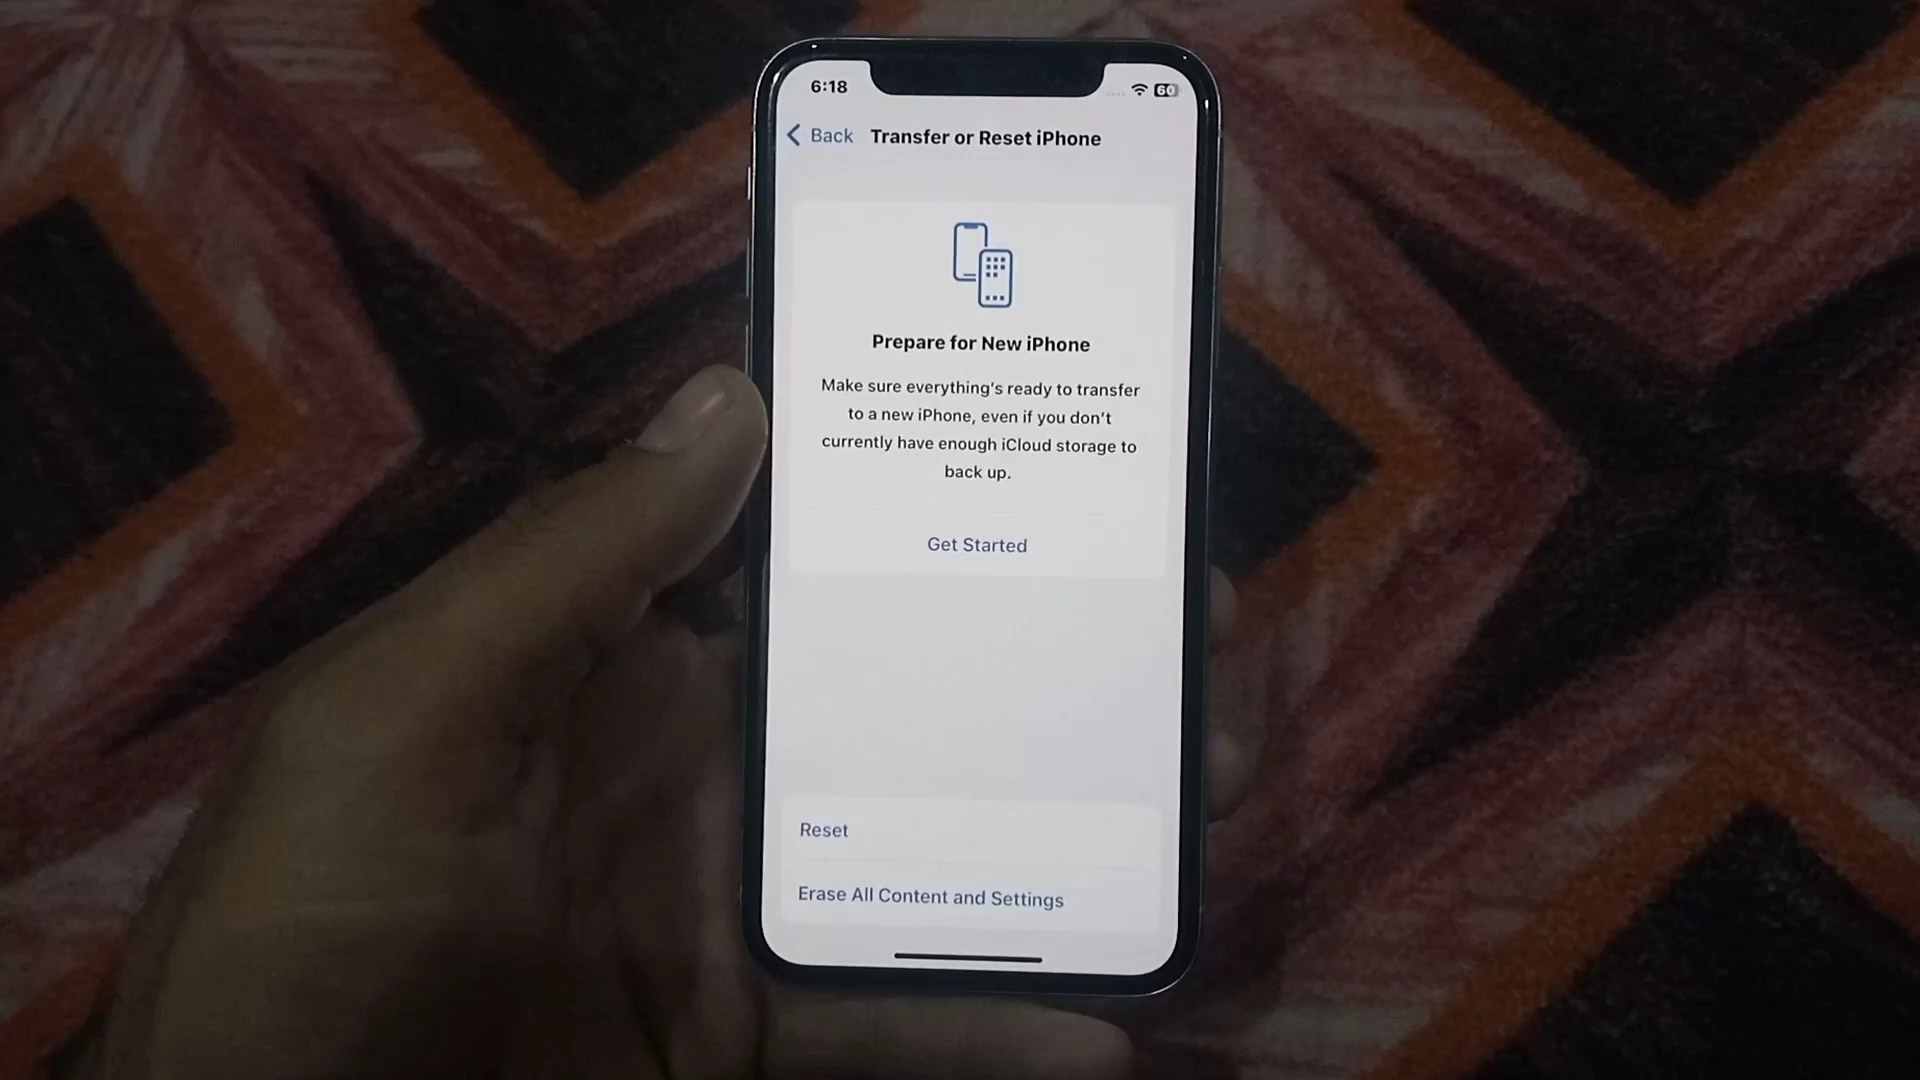 6:18
60
Back
Transfer or Reset iPhone
Prepare for New iPhone
Make sure everything's ready to transfer
to a new iPhone, even if you don't
currently have enough iCloud storage to
back up.
Get Started
Reset
Erase All Content and Settings